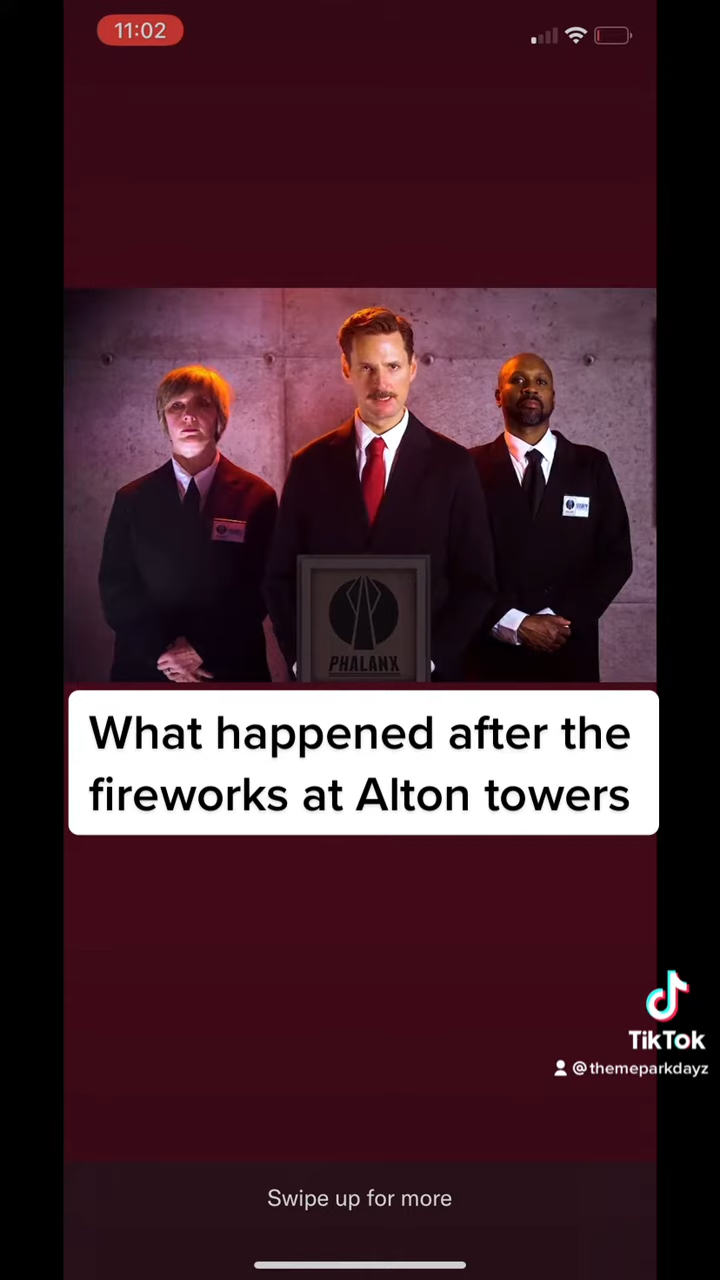 11:02
PHALANX
What happened after the
fireworks at Alton towers
TikTok
@themeparkdayz
Swipe up for more